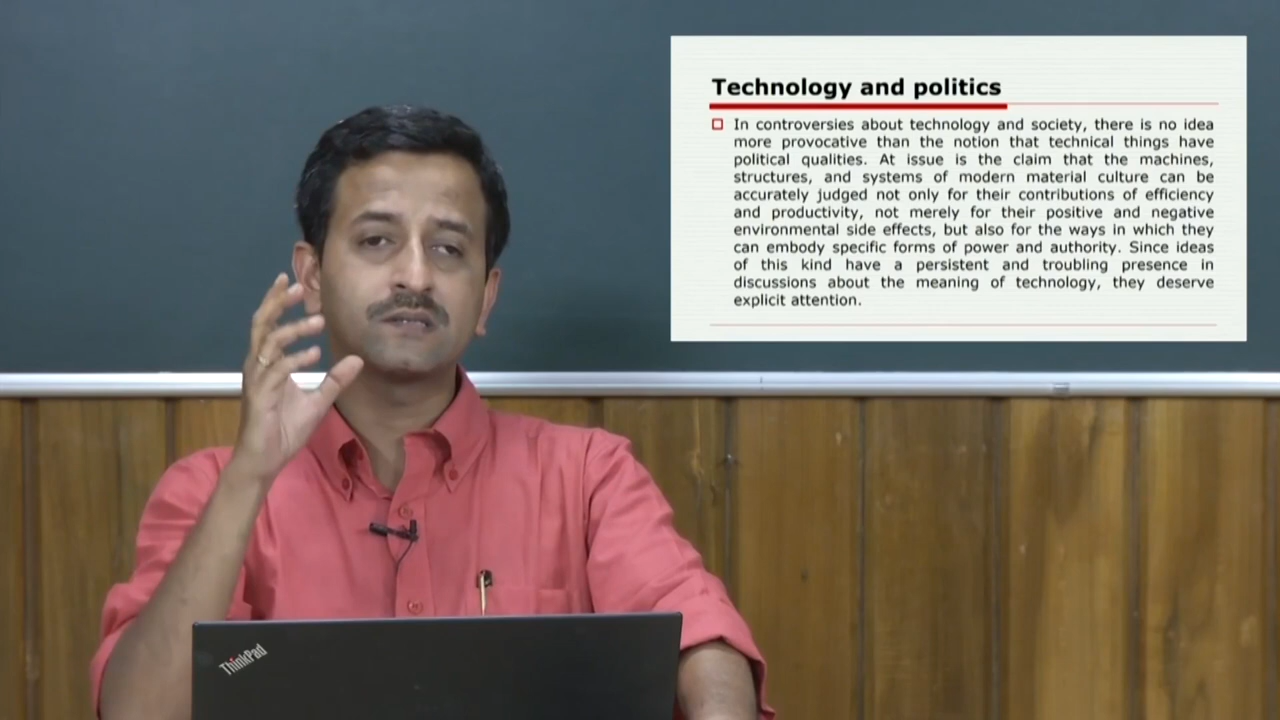 Technology and politics
In controversies about technology and society, there is no idea
more provocative than the notion that technical things have
political qualities. At issue is the claim that the machines,
structures, and systems of modern material culture can be
accurately judged not only for their contributions of efficiency
and productivity, not merely for their positive and negative
environmental side effects, but also for the ways in which they
can embody specific forms of power and authority. Since ideas
of this kind have a persistent and troubling presence in
discussions about the meaning of technology, they deserve
explicit attention.
ThinkPad